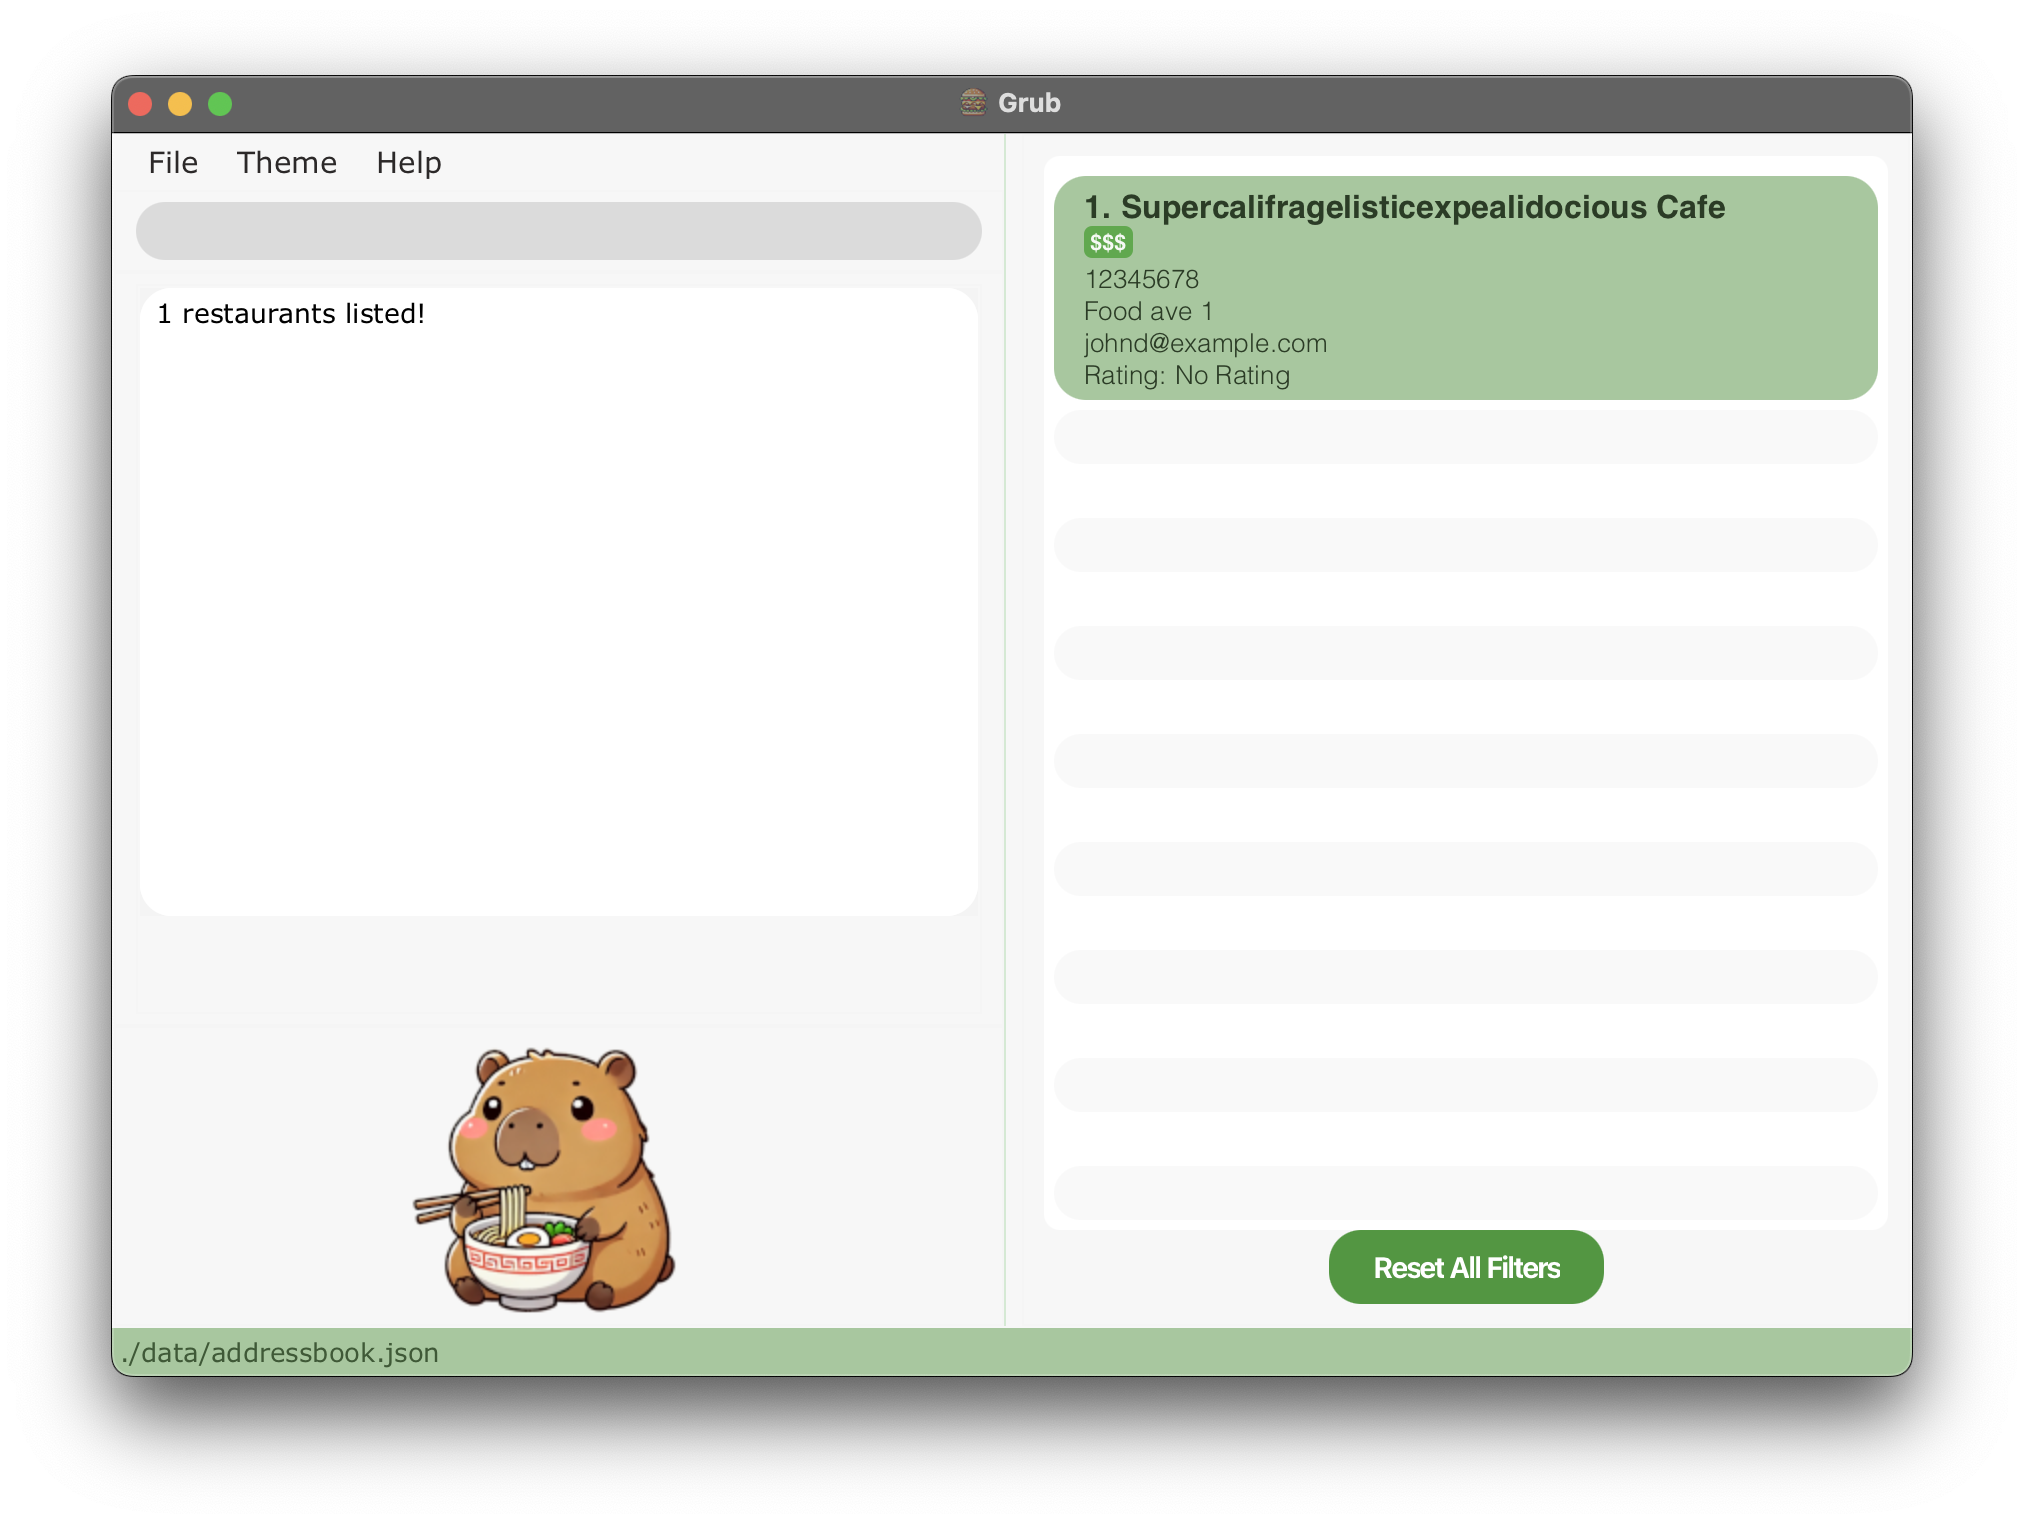 Grub
File Theme Help
1 restaurants listed!
1. Supercalifragelisticexpealidocious Cafe
$$$
12345678
Food ave 1
johnd@example.com
Rating: No Rating
Reset All Filters
./data/addressbook.json